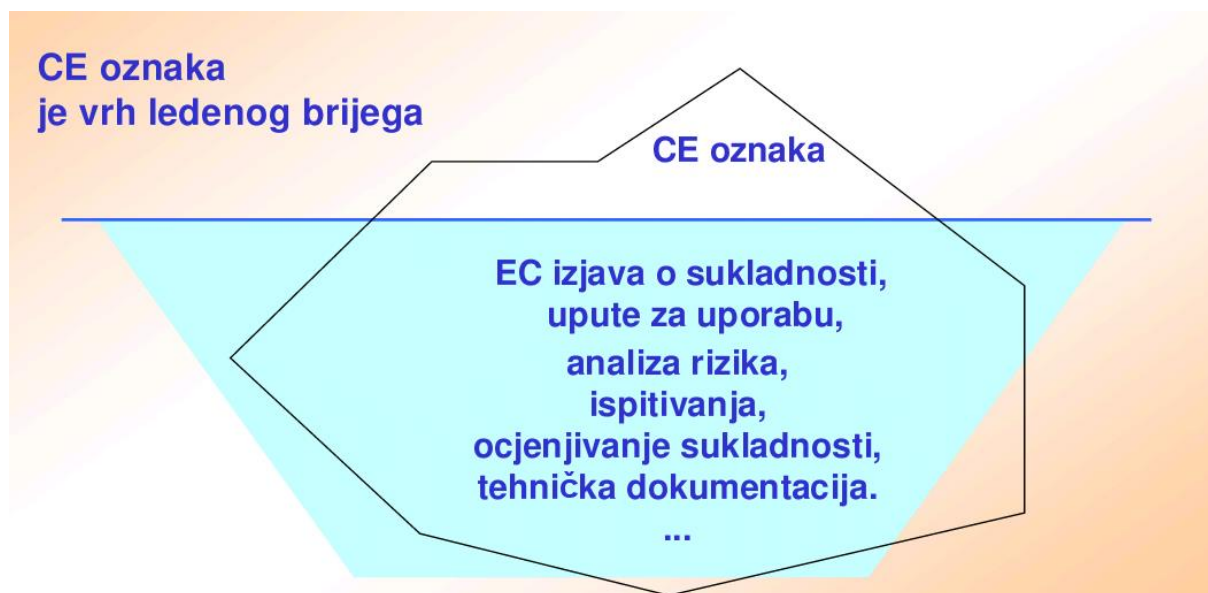 CE oznaka
je vrh ledenog brijega
CE oznaka
EC izjava o sukladnosti,
upute za uporabu,
analiza rizika,
ispitivanja,
ocjenjivanje sukladnosti,
tehnička dokumentacija.
...